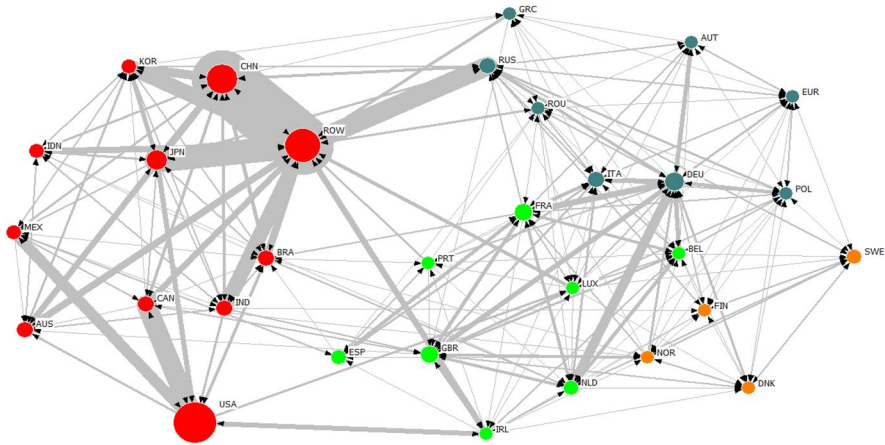 GRC
AUT
KOR
CHN
RUS
EUR
ROU
ROW
IDN
JPN
ITA
DEU
POL
FRA
MEX
BRA
PRT
BEL
SWE
LUX
CAN
IND
FIN
AUS
ESP
GBR
NOR
NLD
DNK
USA
IRL